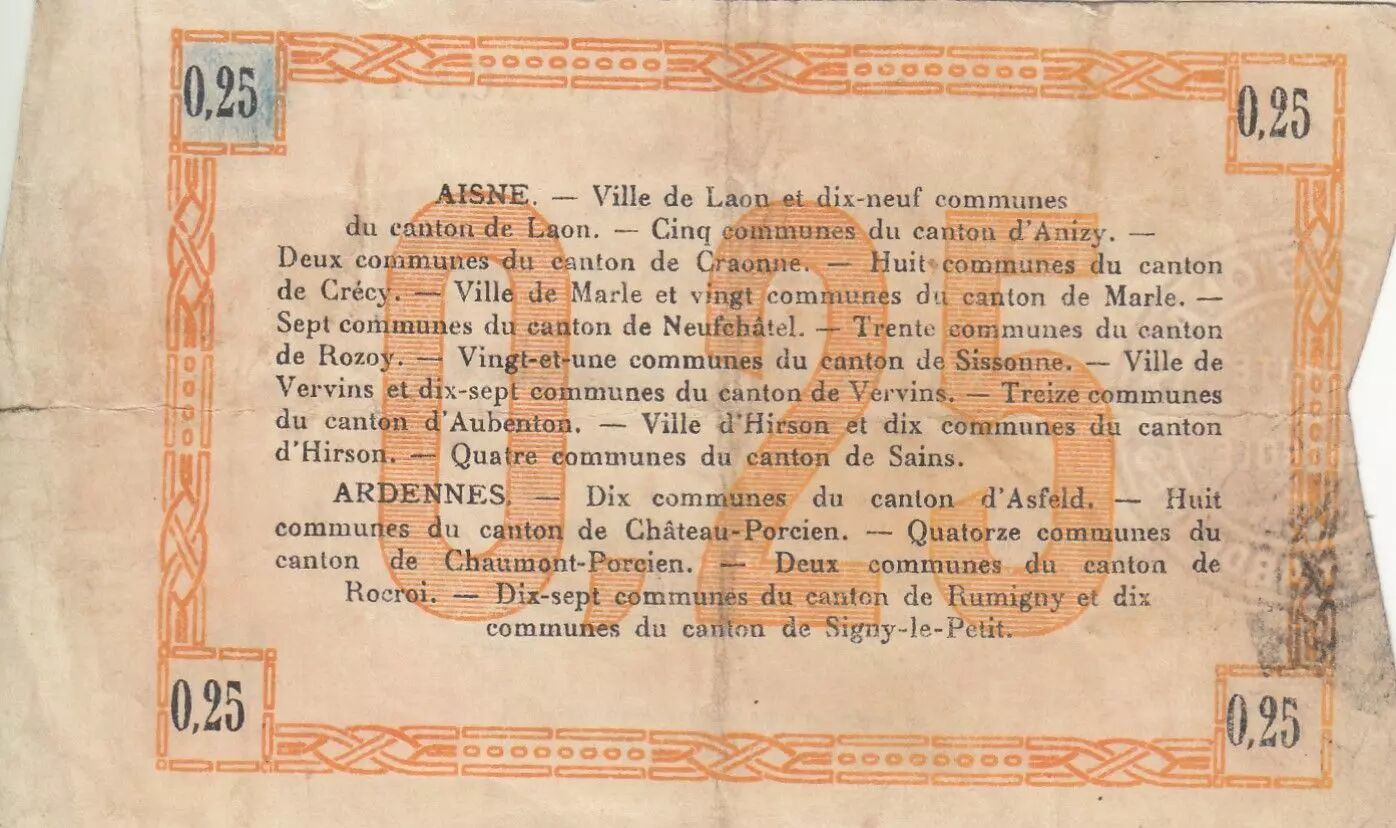 0,25
0,25
0,25
AISNE. — Ville de Laon et dix-neuf communes
du canton de Laon. — Cinq communes du canton d'Anizy. —
Deux communes du canton de Craonne. — Huit communes du canton
de Crécy. — Ville de Marle et vingt communes du canton de Marle. —
Sept communes du canton de Neufchâtel. — Trente communes du canton
de Rozoy. — Vingt-et-une communes du canton de Sissonne. — Ville de
Vervins et dix-sept communes du canton de Vervins. — Treize communes
du canton d'Aubenton. — Ville d'Hirson et dix communes du canton
d'Hirson. — Quatre communes du canton de Sains.
ARDENNES. — Dix communes du canton d'Asfeld. — Huit
communes du canton de Château-Porcien. — Quatorze communes du
canton de Chaumont-Porcien. — Deux communes du canton de
Rocroi. — Dix-sept communes du canton de Rumigny et dix
communes du canton de Signy-le-Petit.
0,25
0,25